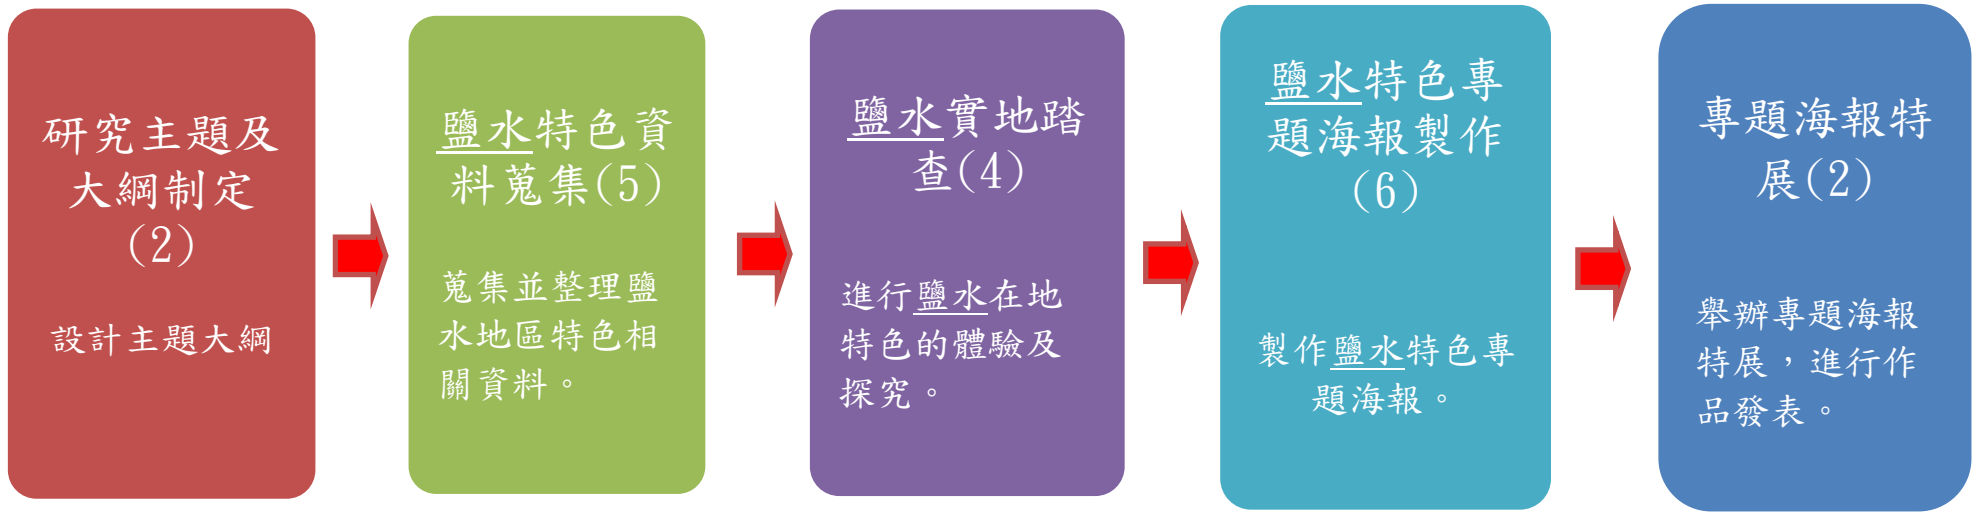 研究主題及
大綱制定
(2)
設計主題大綱
鹽水特色資
料蒐集(5)
蒐集並整理鹽
水地區特色相
關資料。
鹽水實地踏
查(4)
進行鹽水在地
特色的體驗及
探究。
鹽水特色專
題海報製作
(6)
製作鹽水特色專
題海報。
專題海報特
展(2)
舉辦專題海報
特展，進行作
品發表。